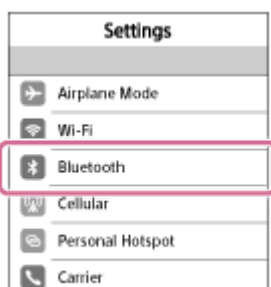 Settings
Airplane Mode
Wi-Fi
Bluetooth
Cellular
Personal Hotspot
Carrier